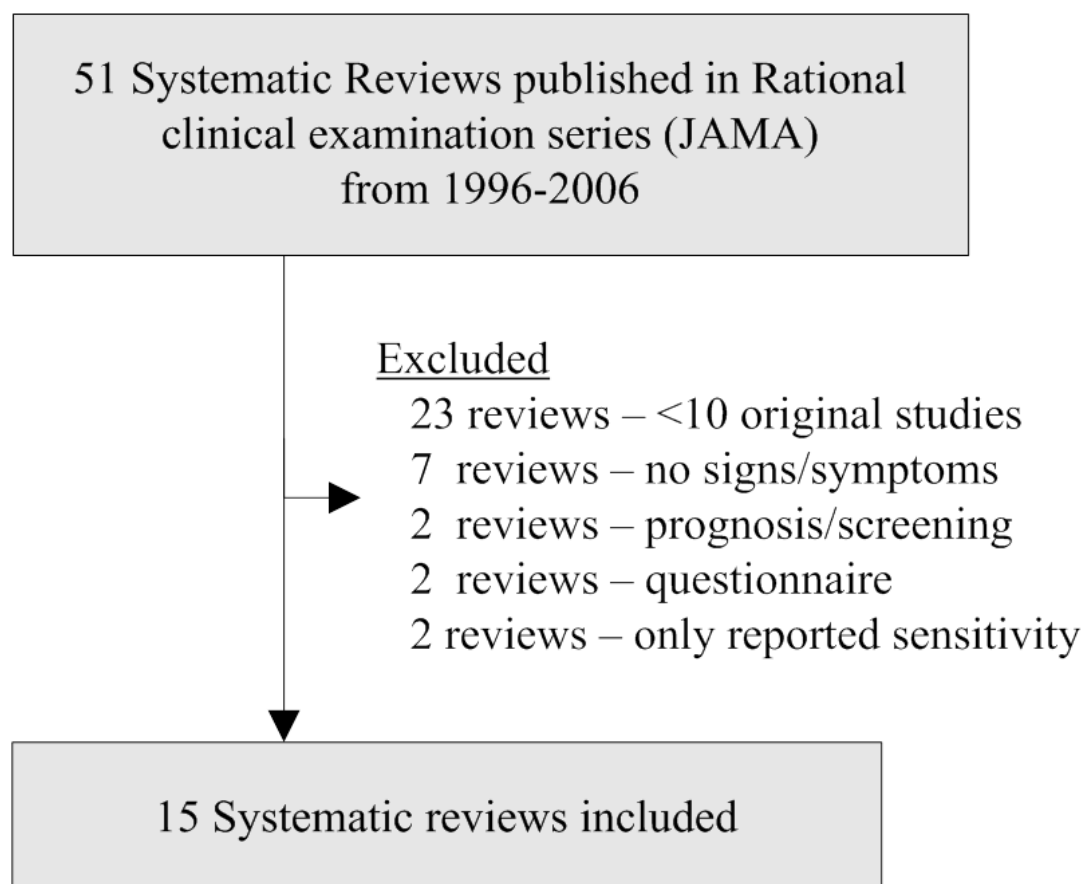 51 Systematic Reviews published in Rational
clinical examination series (JAMA)
from 1996-2006
Excluded
23 reviews – <10 original studies
7 reviews – no signs/symptoms
2 reviews – prognosis/screening
2 reviews – questionnaire
2 reviews – only reported sensitivity
15 Systematic reviews included